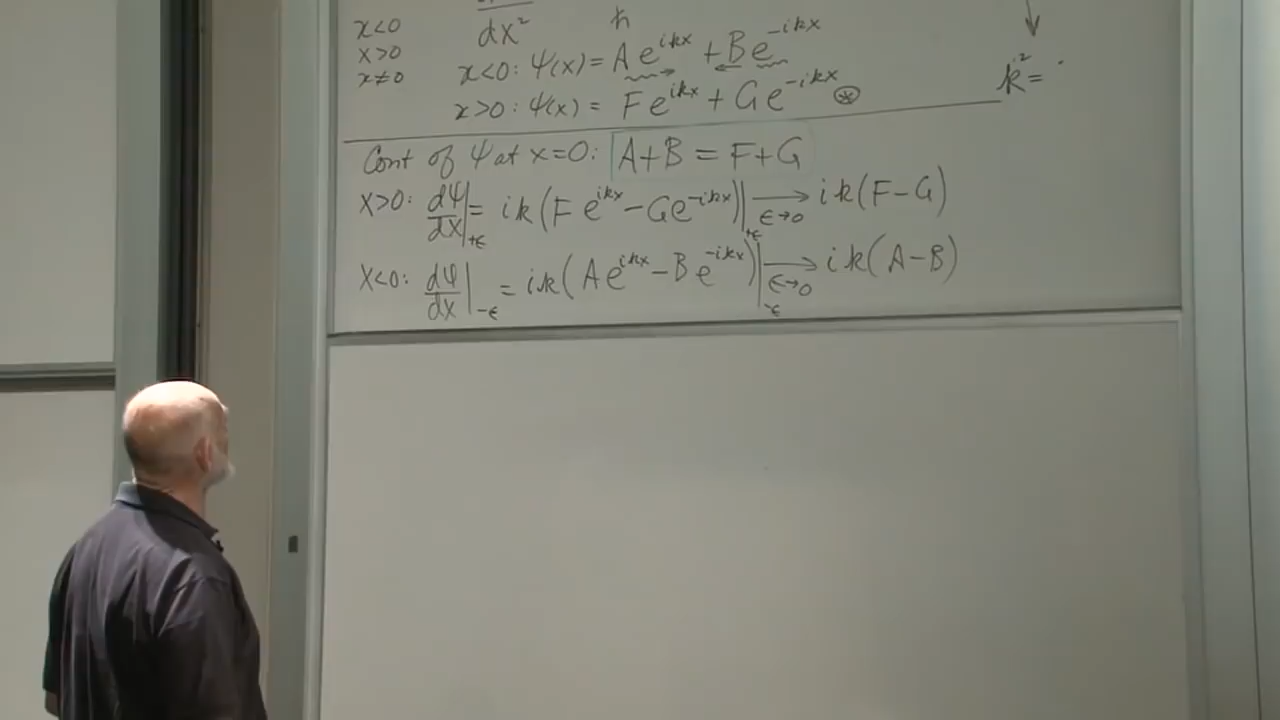 x<0
dx² ħ
x>0
x<0: Ψ(x) = A e^{ikx} + B e^{-ikx}
x≠0
k² =
x>0: Ψ(x) = F e^{ikx} + G e^{-ikx} ⊛
Cont of Ψ at x=0: A+B = F+G
x>0: dΨ/dx|_{+ε} = ik(F e^{ikx} - G e^{-ikx})|_{+ε} ⟶_{ε→0} ik(F-G)
x<0: dΨ/dx|_{-ε} = ik(A e^{ikx} - B e^{-ikx})|_{-ε} ⟶_{ε→0} ik(A-B)